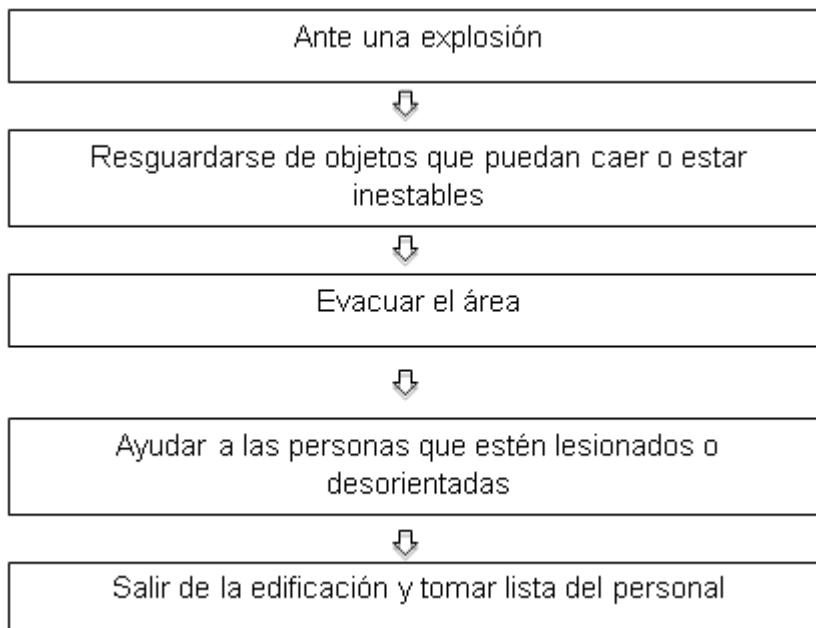 Ante una explosión
Resguardarse de objetos que puedan caer o estar
inestables
Evacuar el área
Ayudar a las personas que estén lesionados o
desorientadas
Salir de la edificación y tomar lista del personal